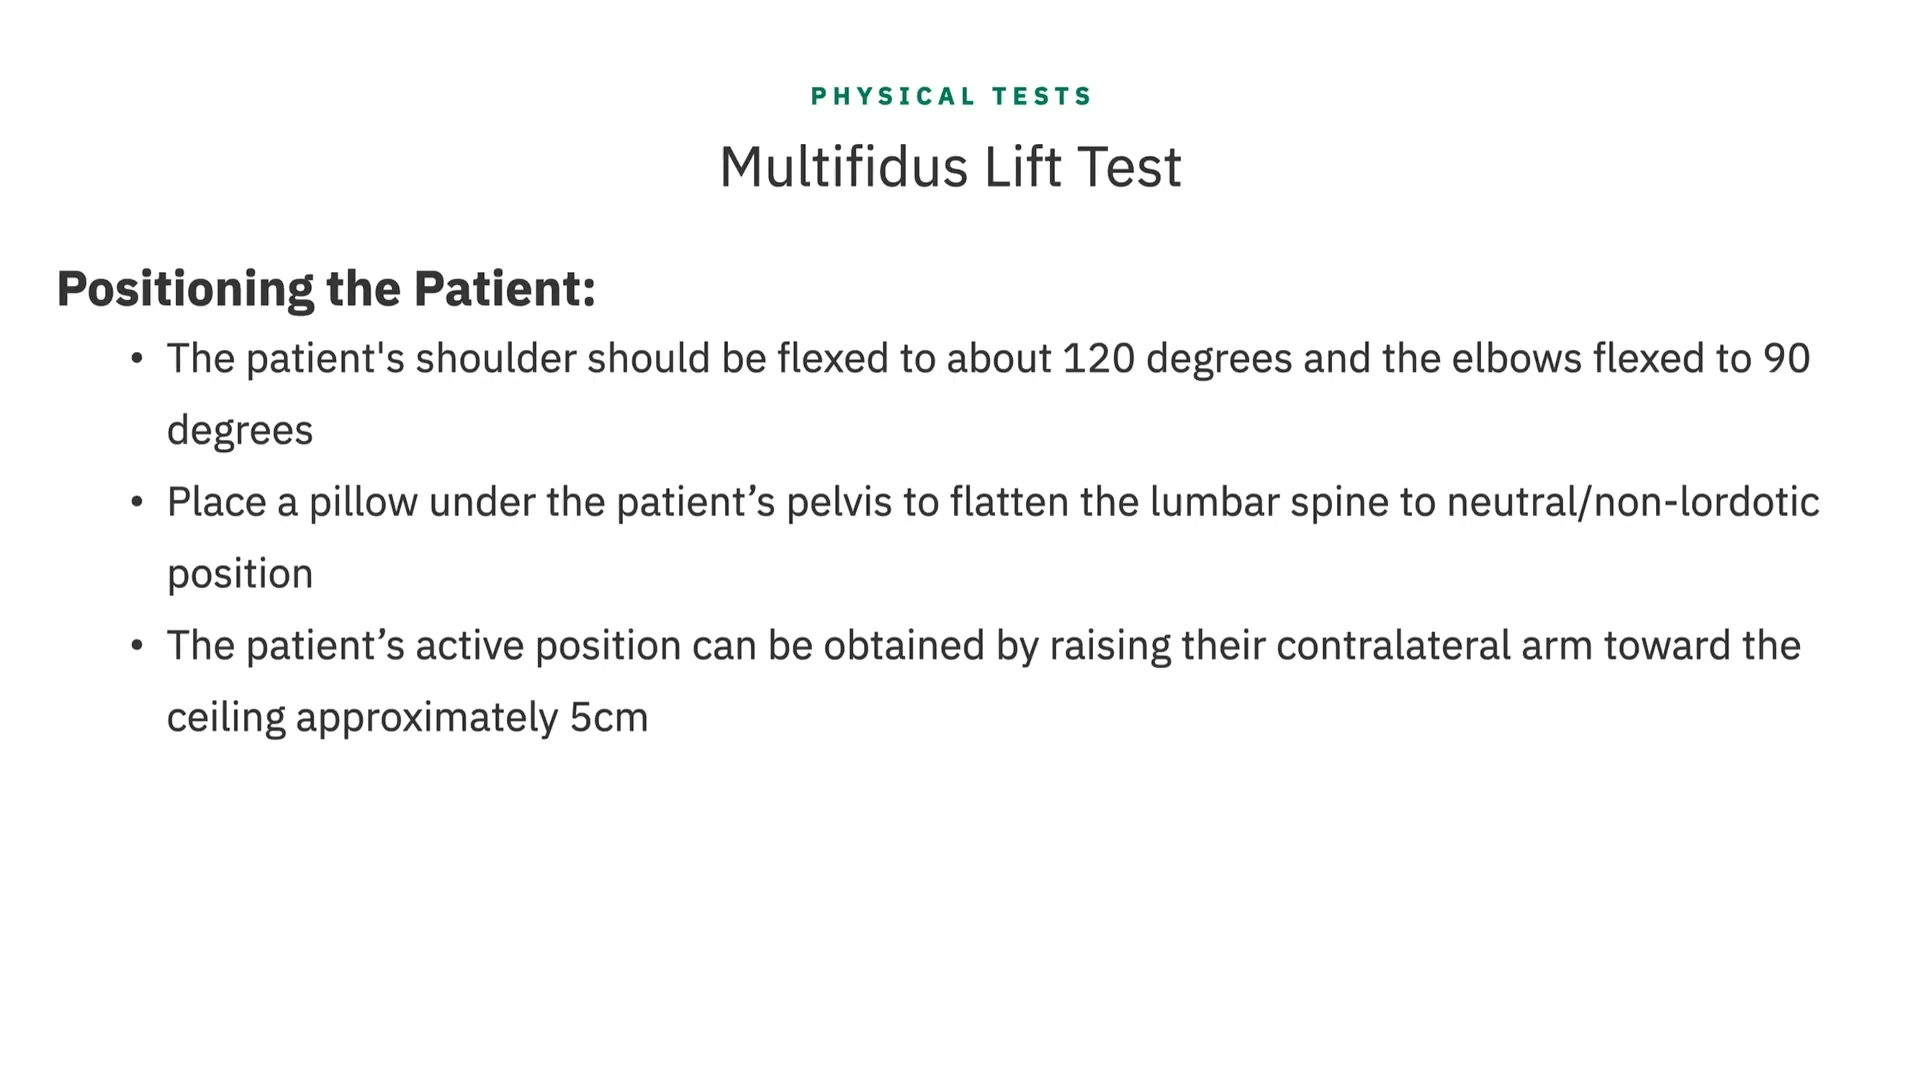 PHYSICAL TESTS
Multifidus Lift Test
Positioning the Patient:
• The patient's shoulder should be flexed to about 120 degrees and the elbows flexed to 90
degrees
• Place a pillow under the patient’s pelvis to flatten the lumbar spine to neutral/non-lordotic
position
• The patient’s active position can be obtained by raising their contralateral arm toward the
ceiling approximately 5cm